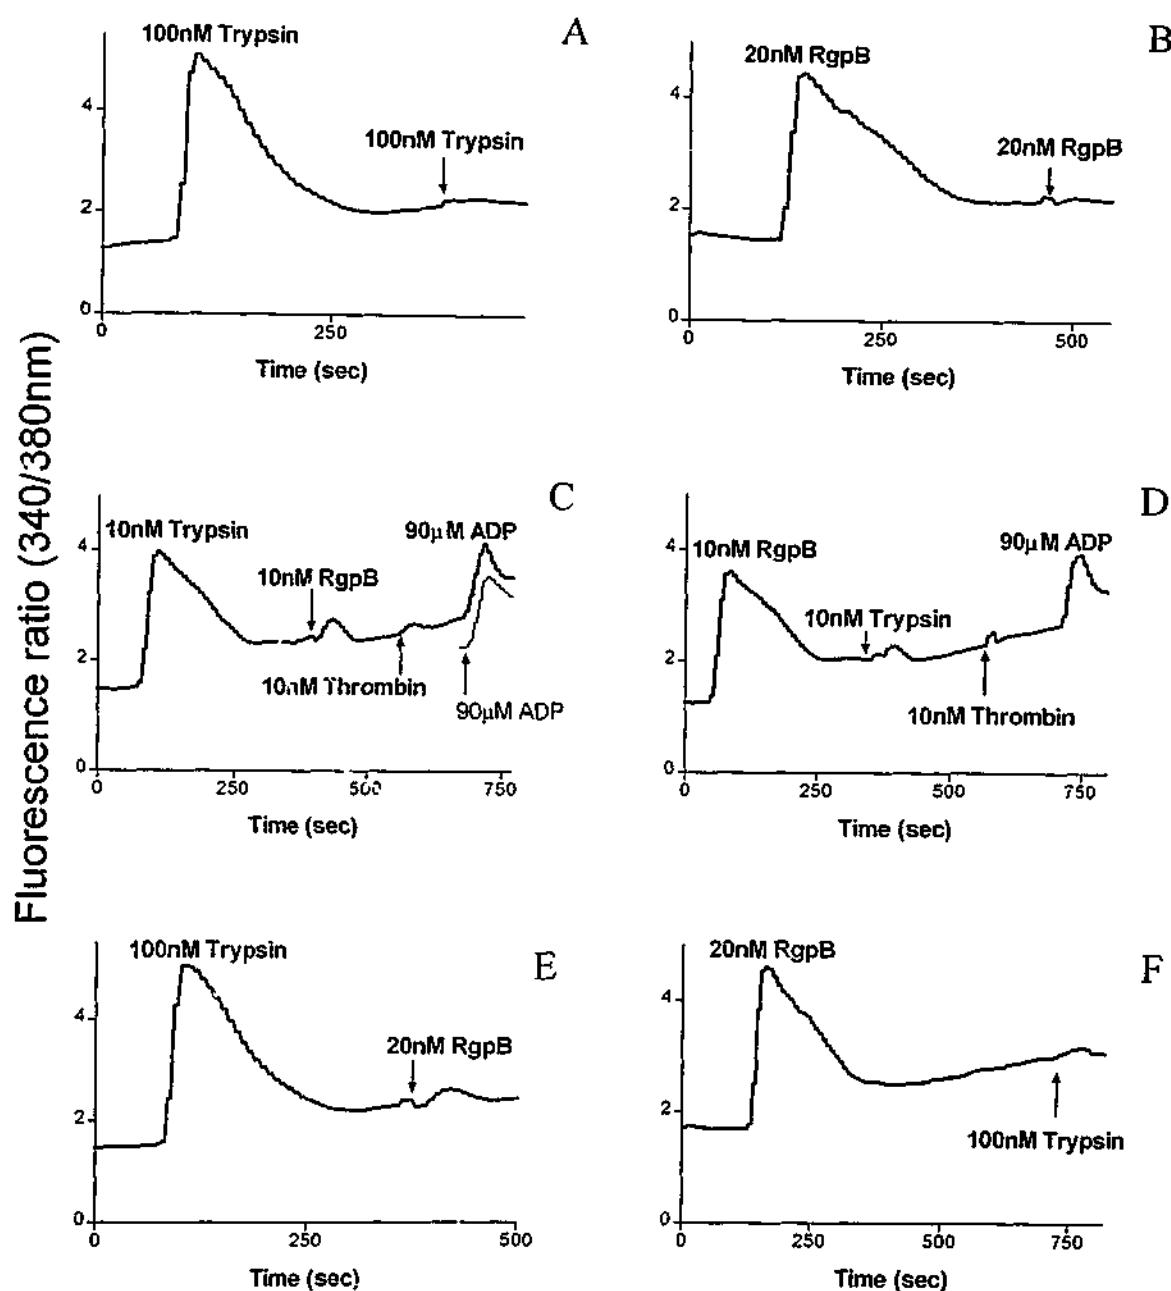 Fluorescence ratio (340/380nm)
A
100nM Trypsin
100nM Trypsin
4
2
0
0
250
Time (sec)
B
20nM RgpB
20nM RgpB
4
2
0
0
250
500
Time (sec)
C
10nM Trypsin
90µM ADP
10nM RgpB
10nM Thrombin
90µM ADP
4
2
0
0
250
500
750
Time (sec)
D
10nM RgpB
90µM ADP
10nM Trypsin
10nM Thrombin
4
2
0
0
250
500
750
Time (sec)
E
100nM Trypsin
20nM RgpB
4
2
0
0
250
500
Time (sec)
F
20nM RgpB
100nM Trypsin
4
2
0
0
250
500
750
Time (sec)